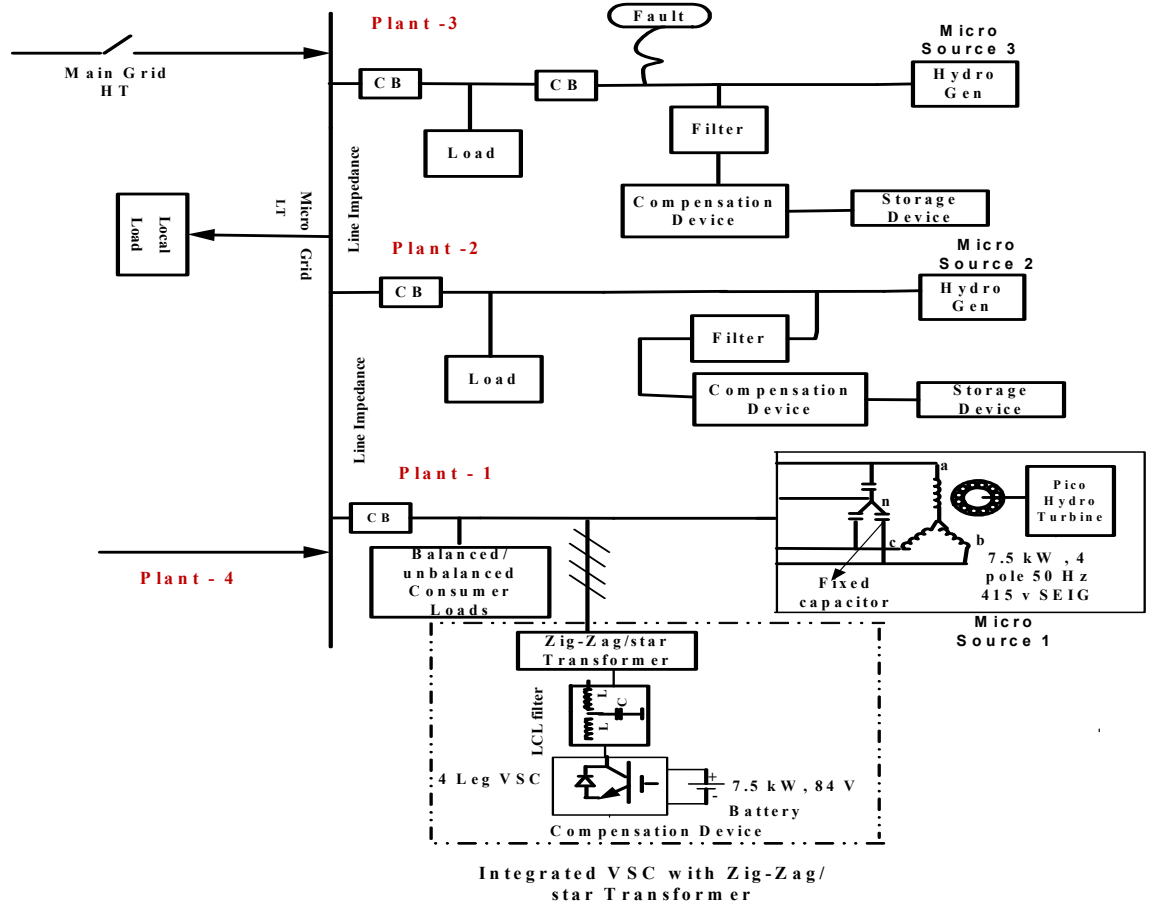 Plant -3
Fault
Micro
Source 3
Main Grid
HT
CB
CB
Hydro
Gen
Load
Filter
Line Impedance
Compensation
Device
Storage
Device
Local
Load
Micro Grid
LT
Plant -2
Micro
Source 2
CB
Hydro
Gen
Load
Filter
Line Impedance
Compensation
Device
Storage
Device
Plant - 1
CB
a
n
c
b
Pico
Hydro
Turbine
Fixed
capacitor
7.5 kW , 4
pole 50 Hz
415 v SEIG
Micro
Source 1
Plant - 4
Balanced/
unbalanced
Consumer
Loads
Zig-Zag/star
Transformer
LCL filter
L
L
C
4 Leg VSC
+
-
7.5 kW , 84 V
Battery
Compensation Device
Integrated VSC with Zig-Zag/
star Transformer